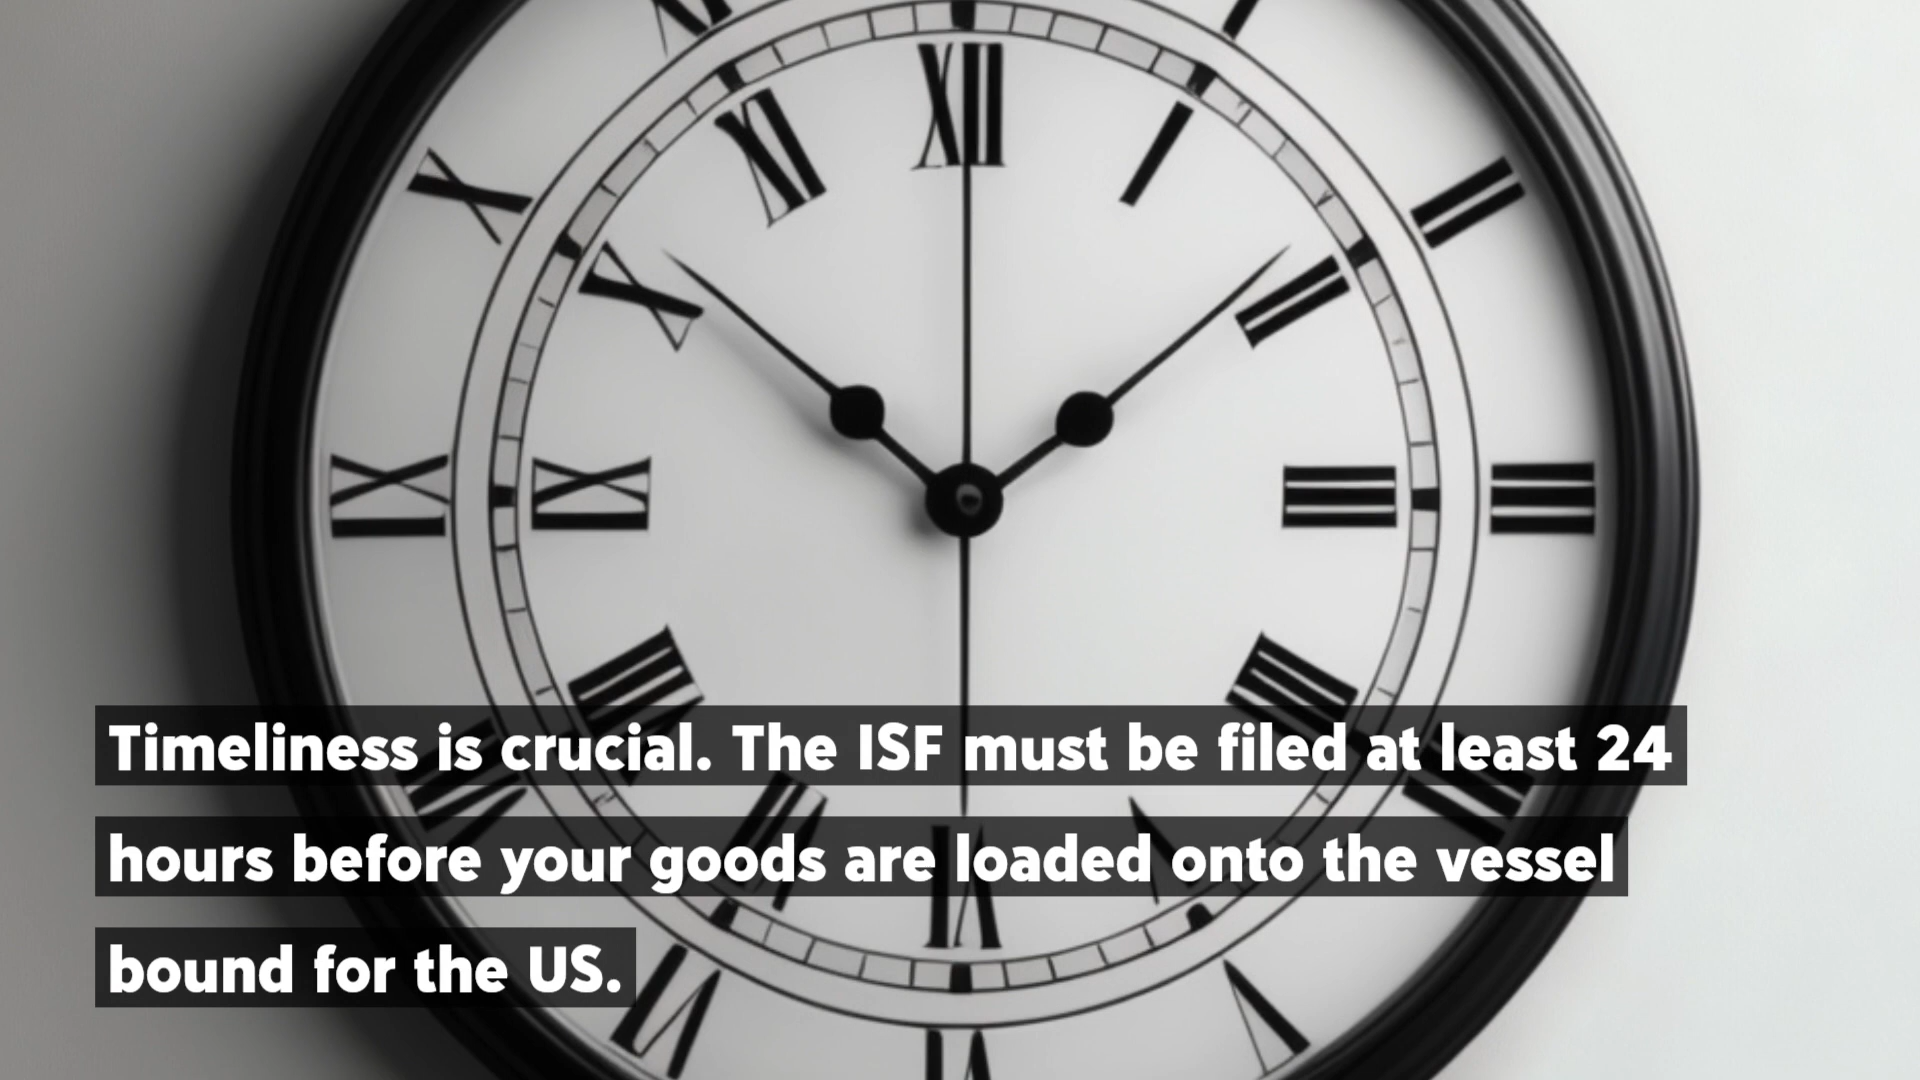 Timeliness is crucial. The ISF must be filed at least 24
hours before your goods are loaded onto the vessel
bound for the US.